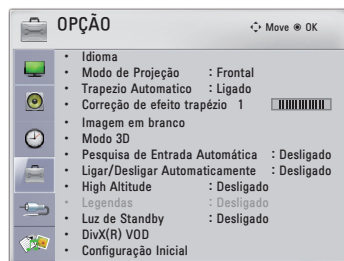 OPÇÃO
Move ◉ OK
• Idioma
• Modo de Projeção : Frontal
• Trapezio Automatico : Ligado
• Correção de efeito trapézio 1
• Imagem em branco
• Modo 3D
• Pesquisa de Entrada Automática : Desligado
• Ligar/Desligar Automaticamente : Desligado
• High Altitude : Desligado
• Legendas : Desligado
• Luz de Standby : Desligado
• DivX(R) VOD
• Configuração Inicial